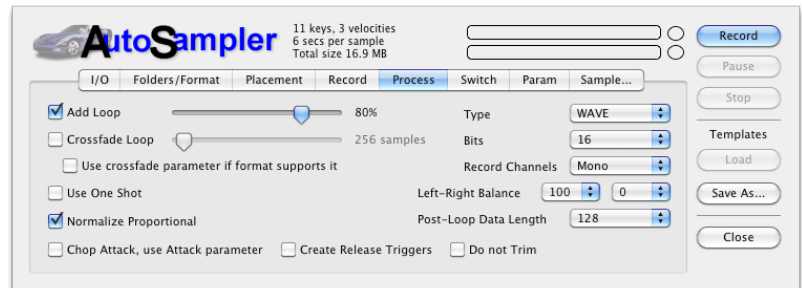 AutoSampler
11 keys, 3 velocities
6 secs per sample
Total size 16.9 MB
Record
Pause
Stop
Templates
Load
Save As...
Close
I/O Folders/Format Placement Record Process Switch Param Sample...
Add Loop 80% Type WAVE
Crossfade Loop 256 samples Bits 16
Use crossfade parameter if format supports it Record Channels Mono
Use One Shot Left-Right Balance 100 0
Normalize Proportional Post-Loop Data Length 128
Chop Attack, use Attack parameter Create Release Triggers Do not Trim